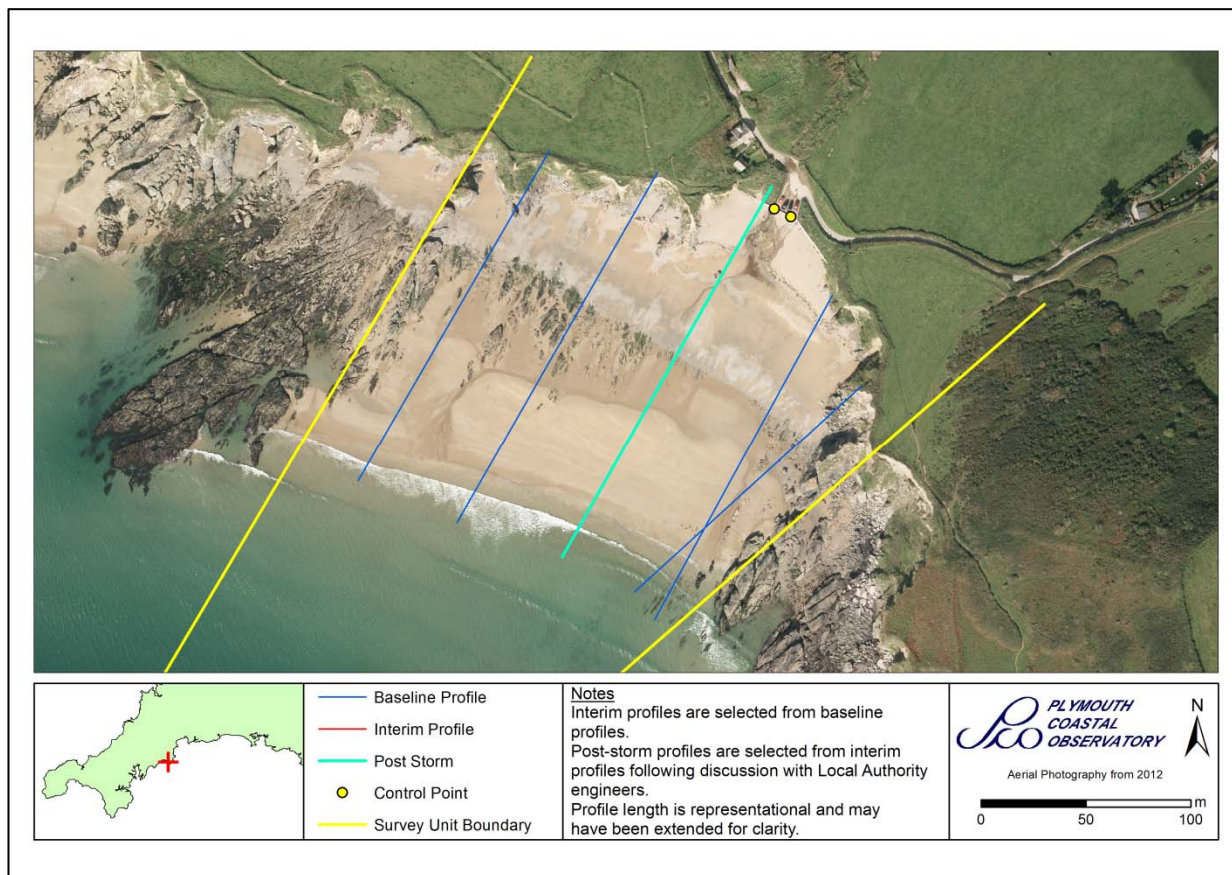 Baseline Profile
Interim Profile
Post Storm
Control Point
Survey Unit Boundary
Notes
Interim profiles are selected from baseline
profiles.
Post-storm profiles are selected from interim
profiles following discussion with Local Authority
engineers.
Profile length is representational and may
have been extended for clarity.
PCO
PLYMOUTH
COASTAL
OBSERVATORY
N
Aerial Photography from 2012
m
0
50
100